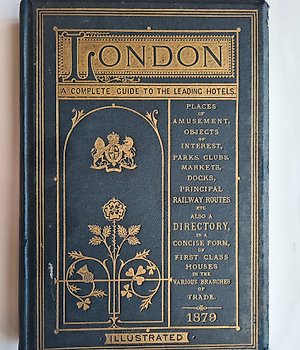 LONDON
A COMPLETE GUIDE TO THE LEADING HOTELS.
PLACES
OF
AMUSEMENT,
OBJECTS
OF
INTEREST,
PARKS, CLUBS,
MARKETS,
DOCKS,
PRINCIPAL
RAILWAY ROUTES
ETC
ALSO A
DIRECTORY,
IN A
CONCISE FORM,
OF
FIRST CLASS
HOUSES
IN THE
VARIOUS BRANCHES
OF
TRADE.
1879.
ILLUSTRATED